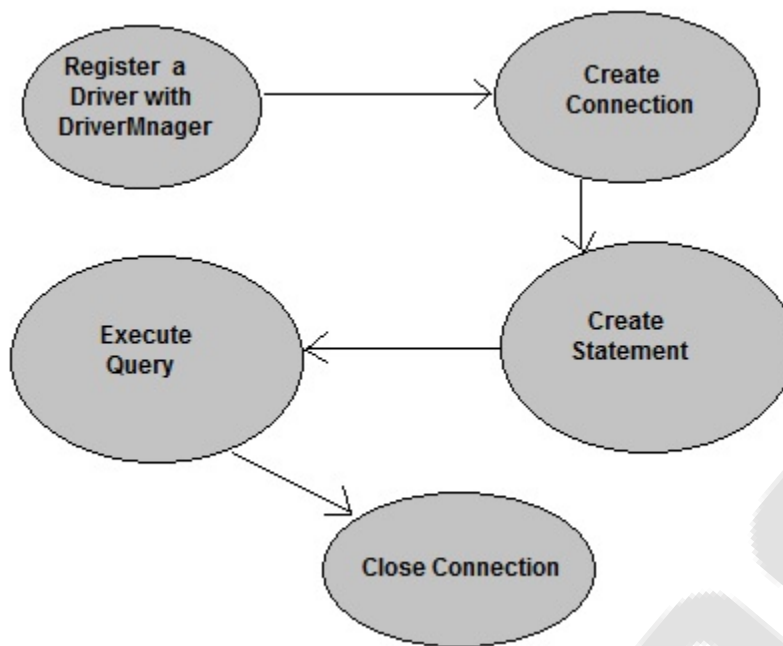 Register a
Driver with
DriverMnager
Create
Connection
Create
Statement
Execute
Query
Close Connection